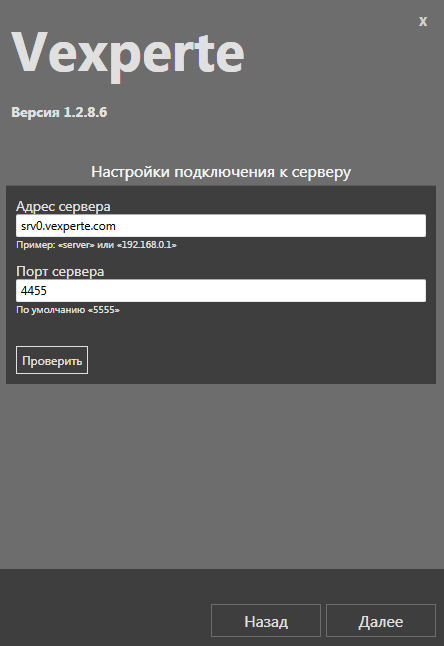 x
Vexperte
Версия 1.2.8.6
Настройки подключения к серверу
Адрес сервера
srv0.vexperte.com
Пример: «server» или «192.168.0.1»
Порт сервера
4455
По умолчанию «5555»
Проверить
Назад Далее